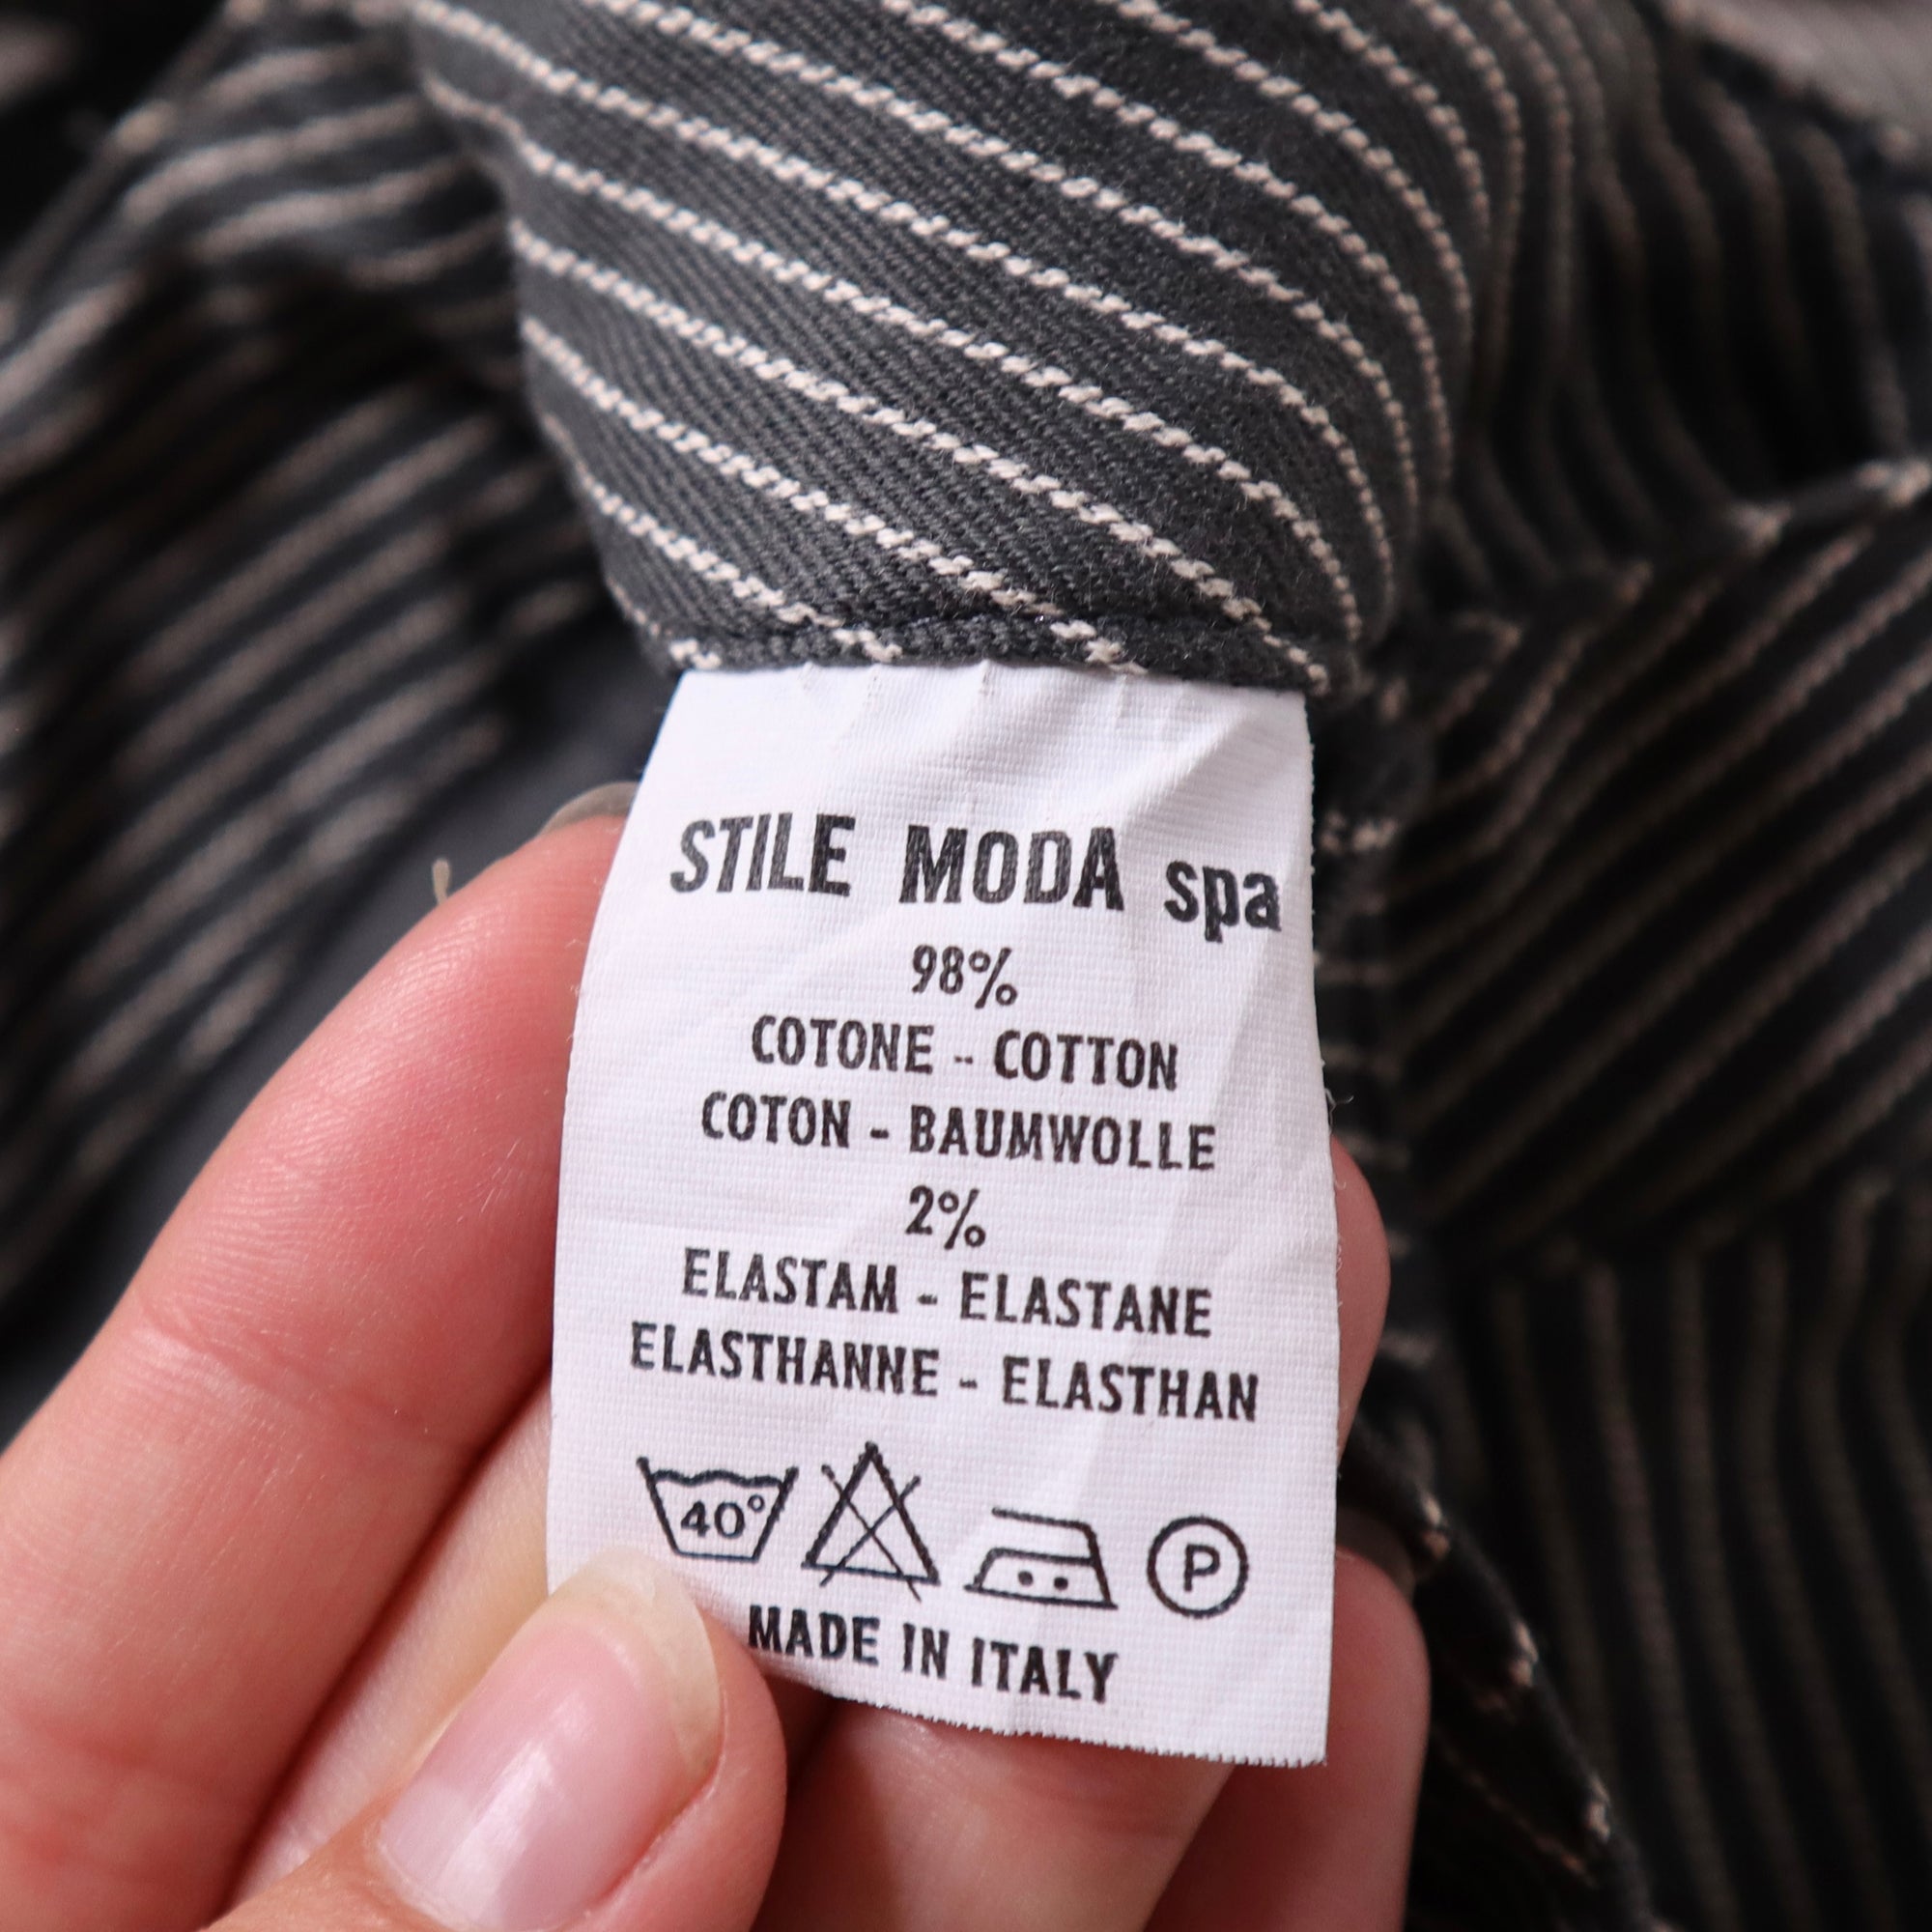 STILE MODA spa
98%
COTONE - COTTON
COTON - BAUMWOLLE
2%
ELASTAM - ELASTANE
ELASTHANNE - ELASTHAN
40° P
MADE IN ITALY